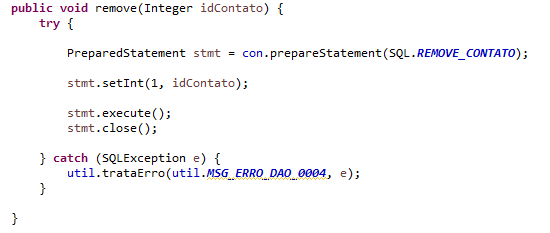 public void remove(Integer idContato) {
try {
PreparedStatement stmt = con.prepareStatement(SQL.REMOVE_CONTATO);
stmt.setInt(1, idContato);
stmt.execute();
stmt.close();
} catch (SQLException e) {
util.trataErro(util.MSG_ERRO_DAO_0004, e);
}
}